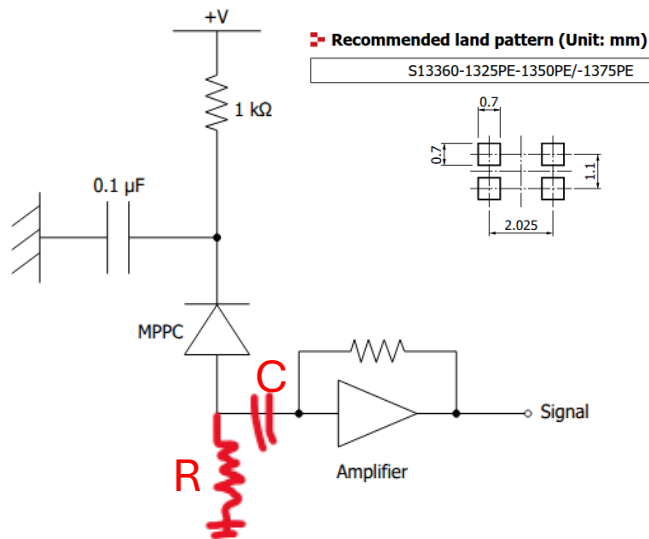 +V
Recommended land pattern (Unit: mm)
S13360-1325PE-1350PE/-1375PE
1 kΩ
0.7
0.7
1.1
2.025
0.1 µF
MPPC
C
Signal
R
Amplifier